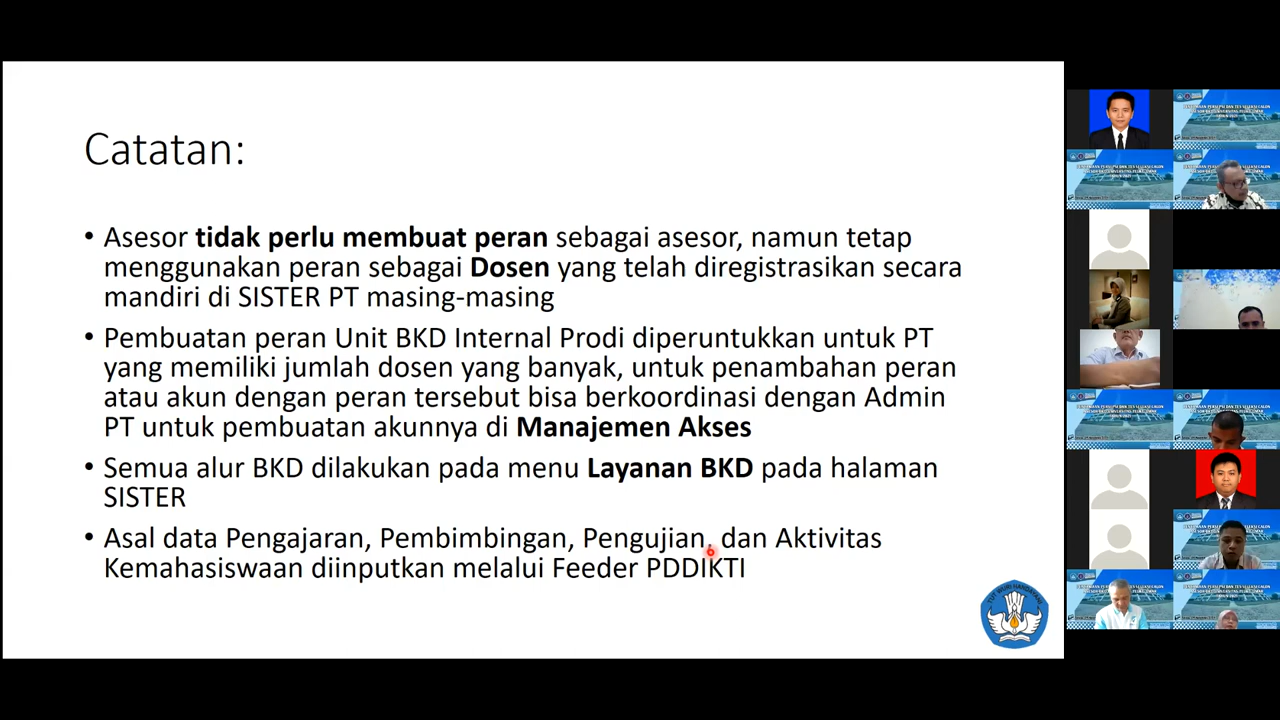 Catatan:
• Asesor tidak perlu membuat peran sebagai asesor, namun tetap
menggunakan peran sebagai Dosen yang telah diregistrasikan secara
mandiri di SISTER PT masing-masing
• Pembuatan peran Unit BKD Internal Prodi diperuntukkan untuk PT
yang memiliki jumlah dosen yang banyak, untuk penambahan peran
atau akun dengan peran tersebut bisa berkoordinasi dengan Admin
PT untuk pembuatan akunnya di Manajemen Akses
• Semua alur BKD dilakukan pada menu Layanan BKD pada halaman
SISTER
• Asal data Pengajaran, Pembimbingan, Pengujian, dan Aktivitas
Kemahasiswaan diinputkan melalui Feeder PDDIKTI
TUT WURI HANDAYANI